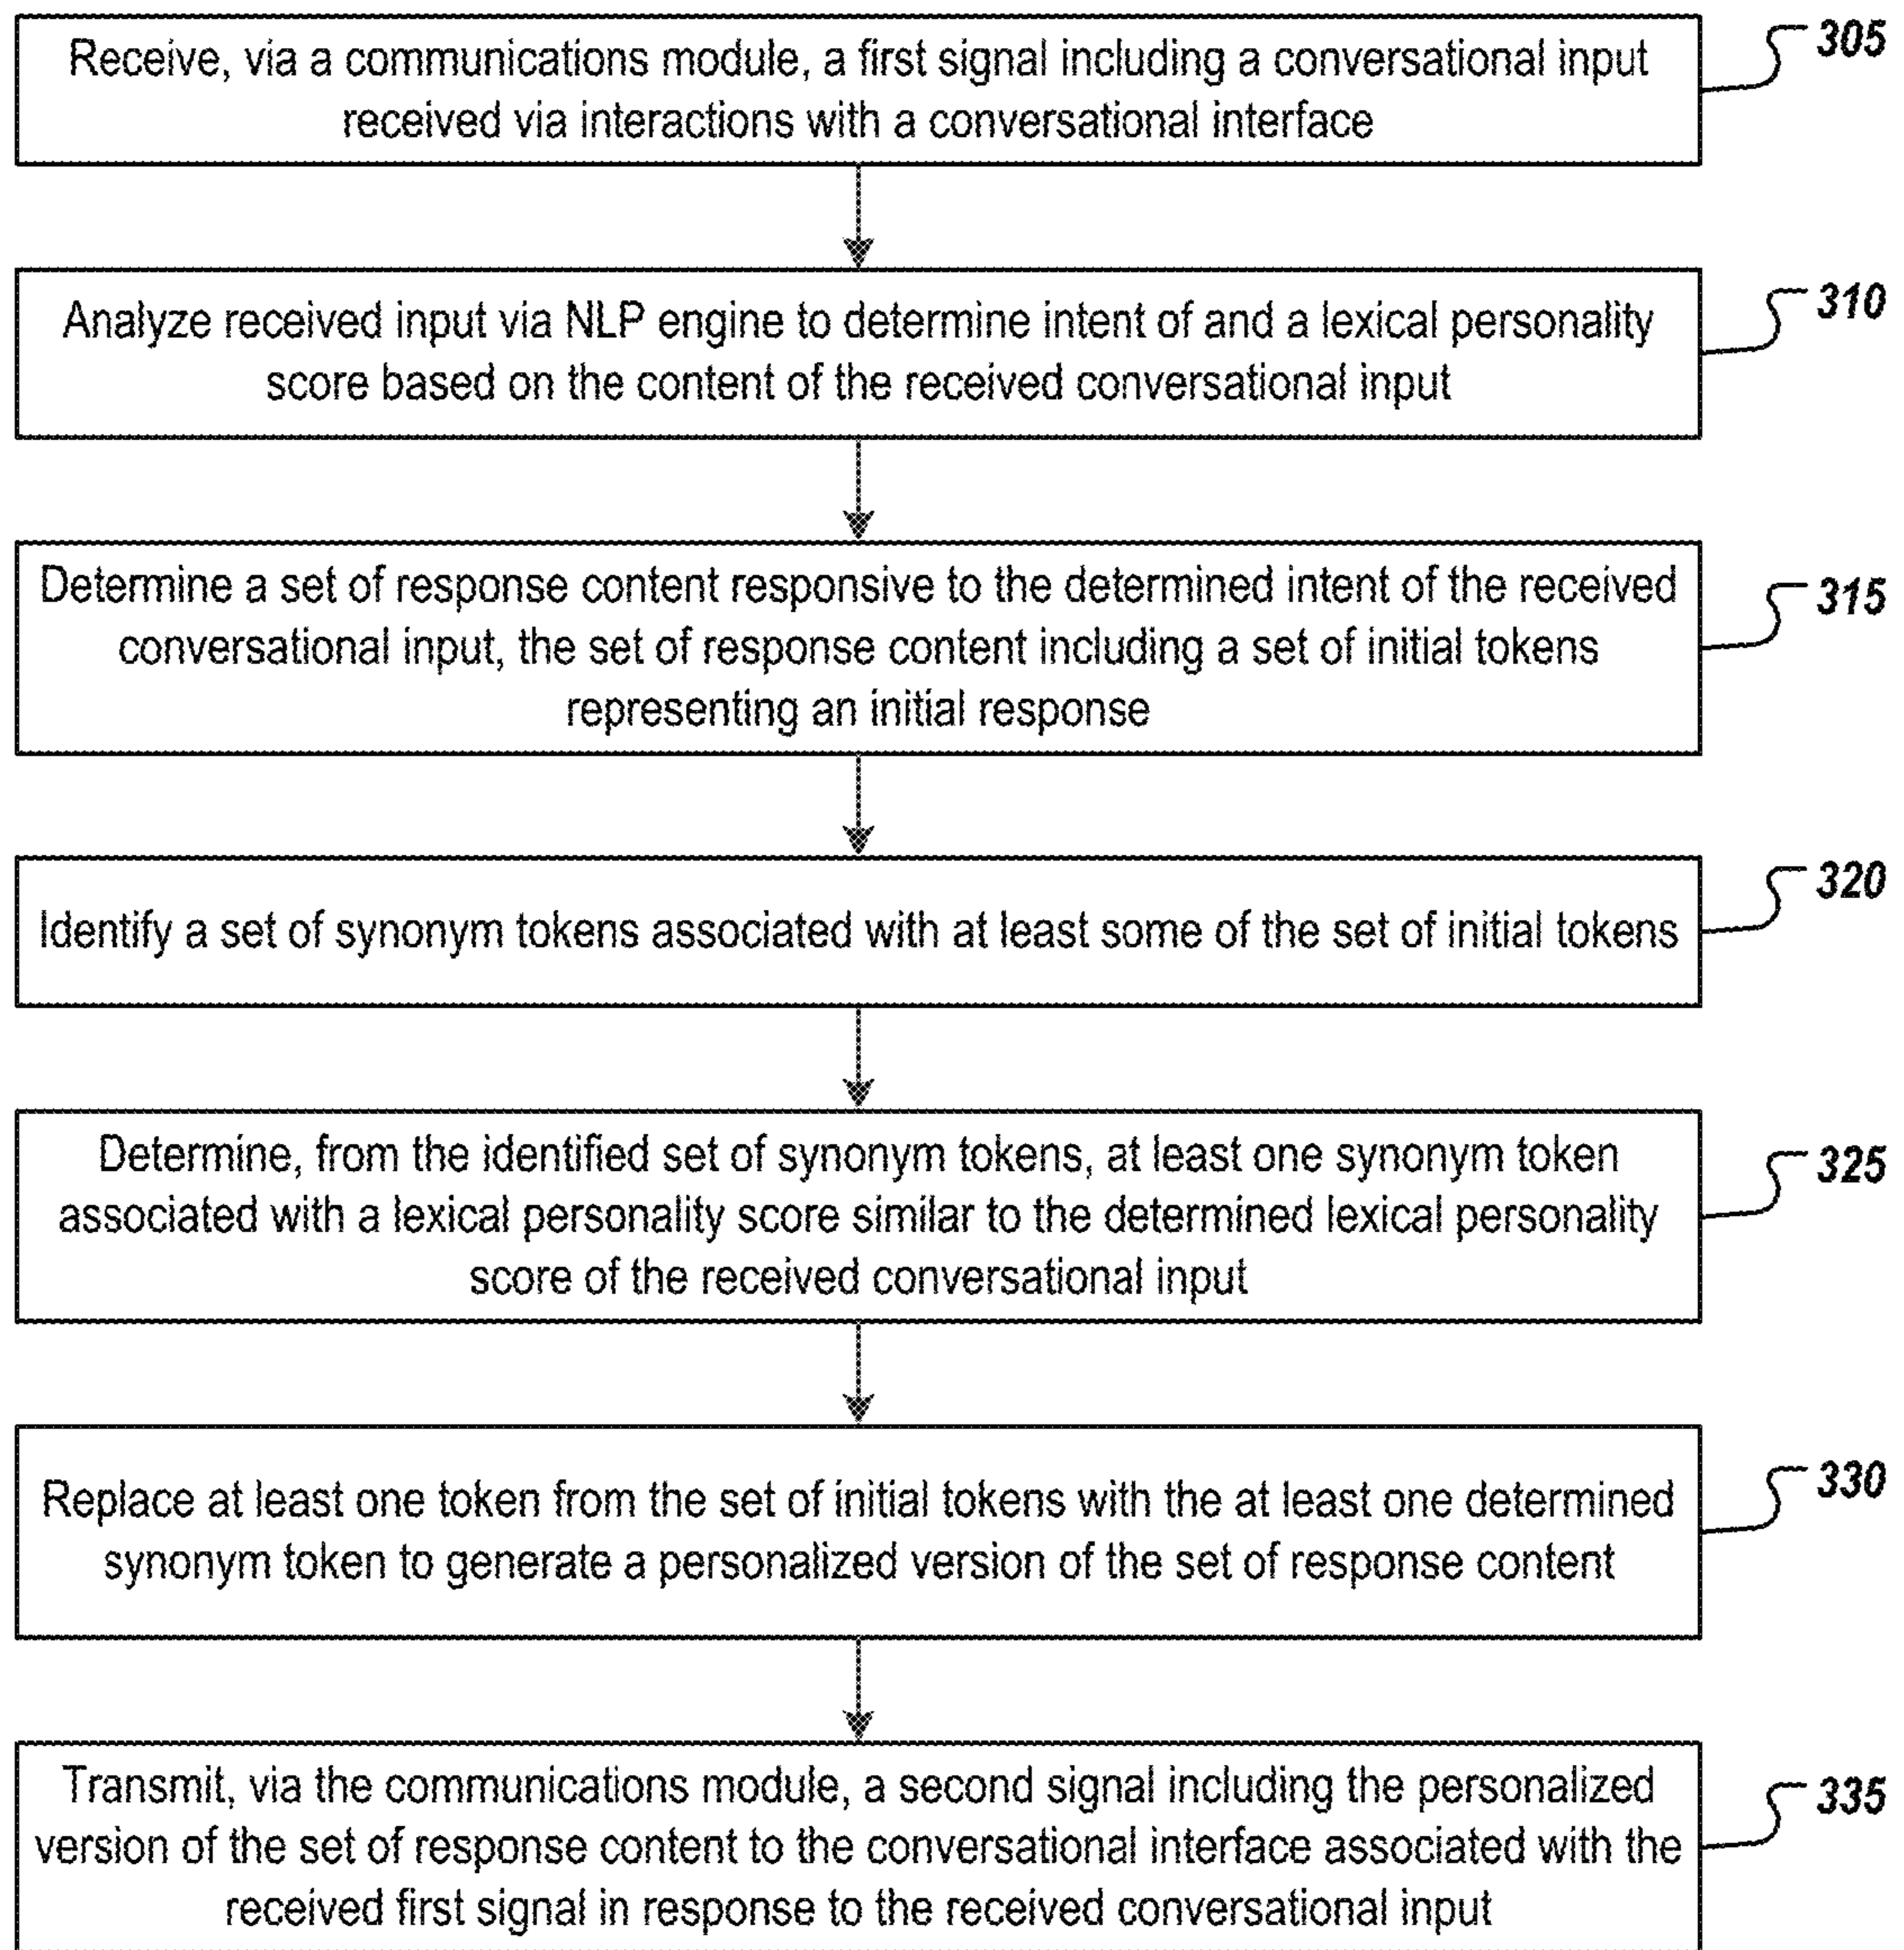 Receive, via a communications module, a first signal including a conversational input
received via interactions with a conversational interface
305
Analyze received input via NLP engine to determine intent of and a lexical personality
score based on the content of the received conversational input
310
Determine a set of response content responsive to the determined intent of the received
conversational input, the set of response content including a set of initial tokens
representing an initial response
315
Identify a set of synonym tokens associated with at least some of the set of initial tokens
320
Determine, from the identified set of synonym tokens, at least one synonym token
associated with a lexical personality score similar to the determined lexical personality
score of the received conversational input
325
Replace at least one token from the set of initial tokens with the at least one determined
synonym token to generate a personalized version of the set of response content
330
Transmit, via the communications module, a second signal including the personalized
version of the set of response content to the conversational interface associated with the
received first signal in response to the received conversational input
335